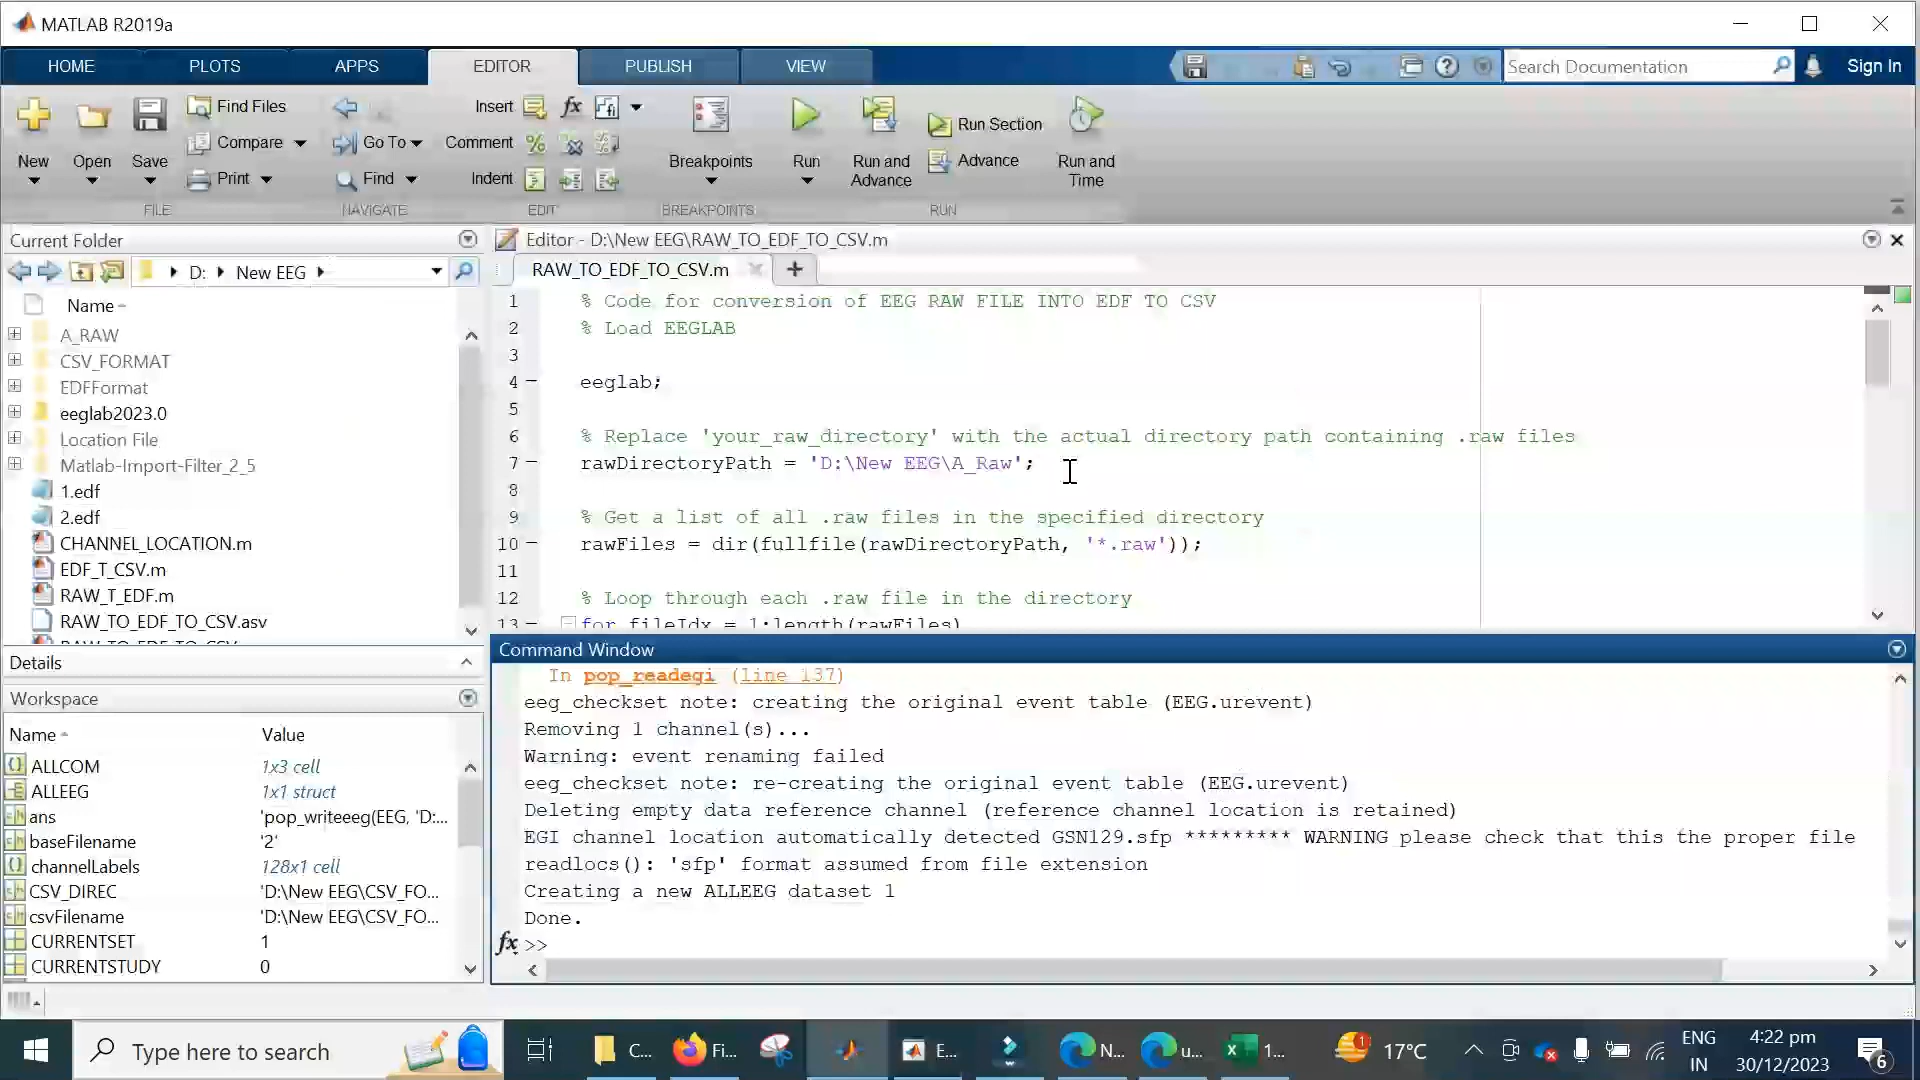 MATLAB R2019a
HOME PLOTS APPS EDITOR PUBLISH VIEW Search Documentation Sign In
New Open Save Find Files Compare Print
Go To Find
Insert fx Comment Indent
Breakpoints Run Run and Advance Run Section Advance Run and Time
FILE NAVIGATE EDIT BREAKPOINTS RUN
Current Folder
D: New EEG
Name
A_RAW
CSV_FORMAT
EDFFormat
eeglab2023.0
Location File
Matlab-Import-Filter_2_5
1.edf
2.edf
CHANNEL_LOCATION.m
EDF_T_CSV.m
RAW_T_EDF.m
RAW_TO_EDF_TO_CSV.asv
Details
Workspace
Name Value
ALLCOM 1x3 cell
ALLEEG 1x1 struct
ans 'pop_writeeeg(EEG, 'D:...
baseFilename '2'
channelLabels 128x1 cell
CSV_DIREC 'D:\New EEG\CSV_FO...
csvFilename 'D:\New EEG\CSV_FO...
CURRENTSET 1
CURRENTSTUDY 0
Editor - D:\New EEG\RAW_TO_EDF_TO_CSV.m
RAW_TO_EDF_TO_CSV.m
1 % Code for conversion of EEG RAW FILE INTO EDF TO CSV
2 % Load EEGLAB
3
4 eeglab;
5
6 % Replace 'your_raw_directory' with the actual directory path containing .raw files
7 rawDirectoryPath = 'D:\New EEG\A_Raw';
8
9 % Get a list of all .raw files in the specified directory
10 rawFiles = dir(fullfile(rawDirectoryPath, '*.raw'));
11
12 % Loop through each .raw file in the directory
13 for fileIdx = 1:length(rawFiles)
Command Window
In pop_readegi (line 137)
eeg_checkset note: creating the original event table (EEG.urevent)
Removing 1 channel(s)...
Warning: event renaming failed
eeg_checkset note: re-creating the original event table (EEG.urevent)
Deleting empty data reference channel (reference channel location is retained)
EGI channel location automatically detected GSN129.sfp ********* WARNING please check that this the proper file
readlocs(): 'sfp' format assumed from file extension
Creating a new ALLEEG dataset 1
Done.
fx >>
Type here to search
C... Fi... E... N... u... 1... 17°C
ENG IN
4:22 pm
30/12/2023
6